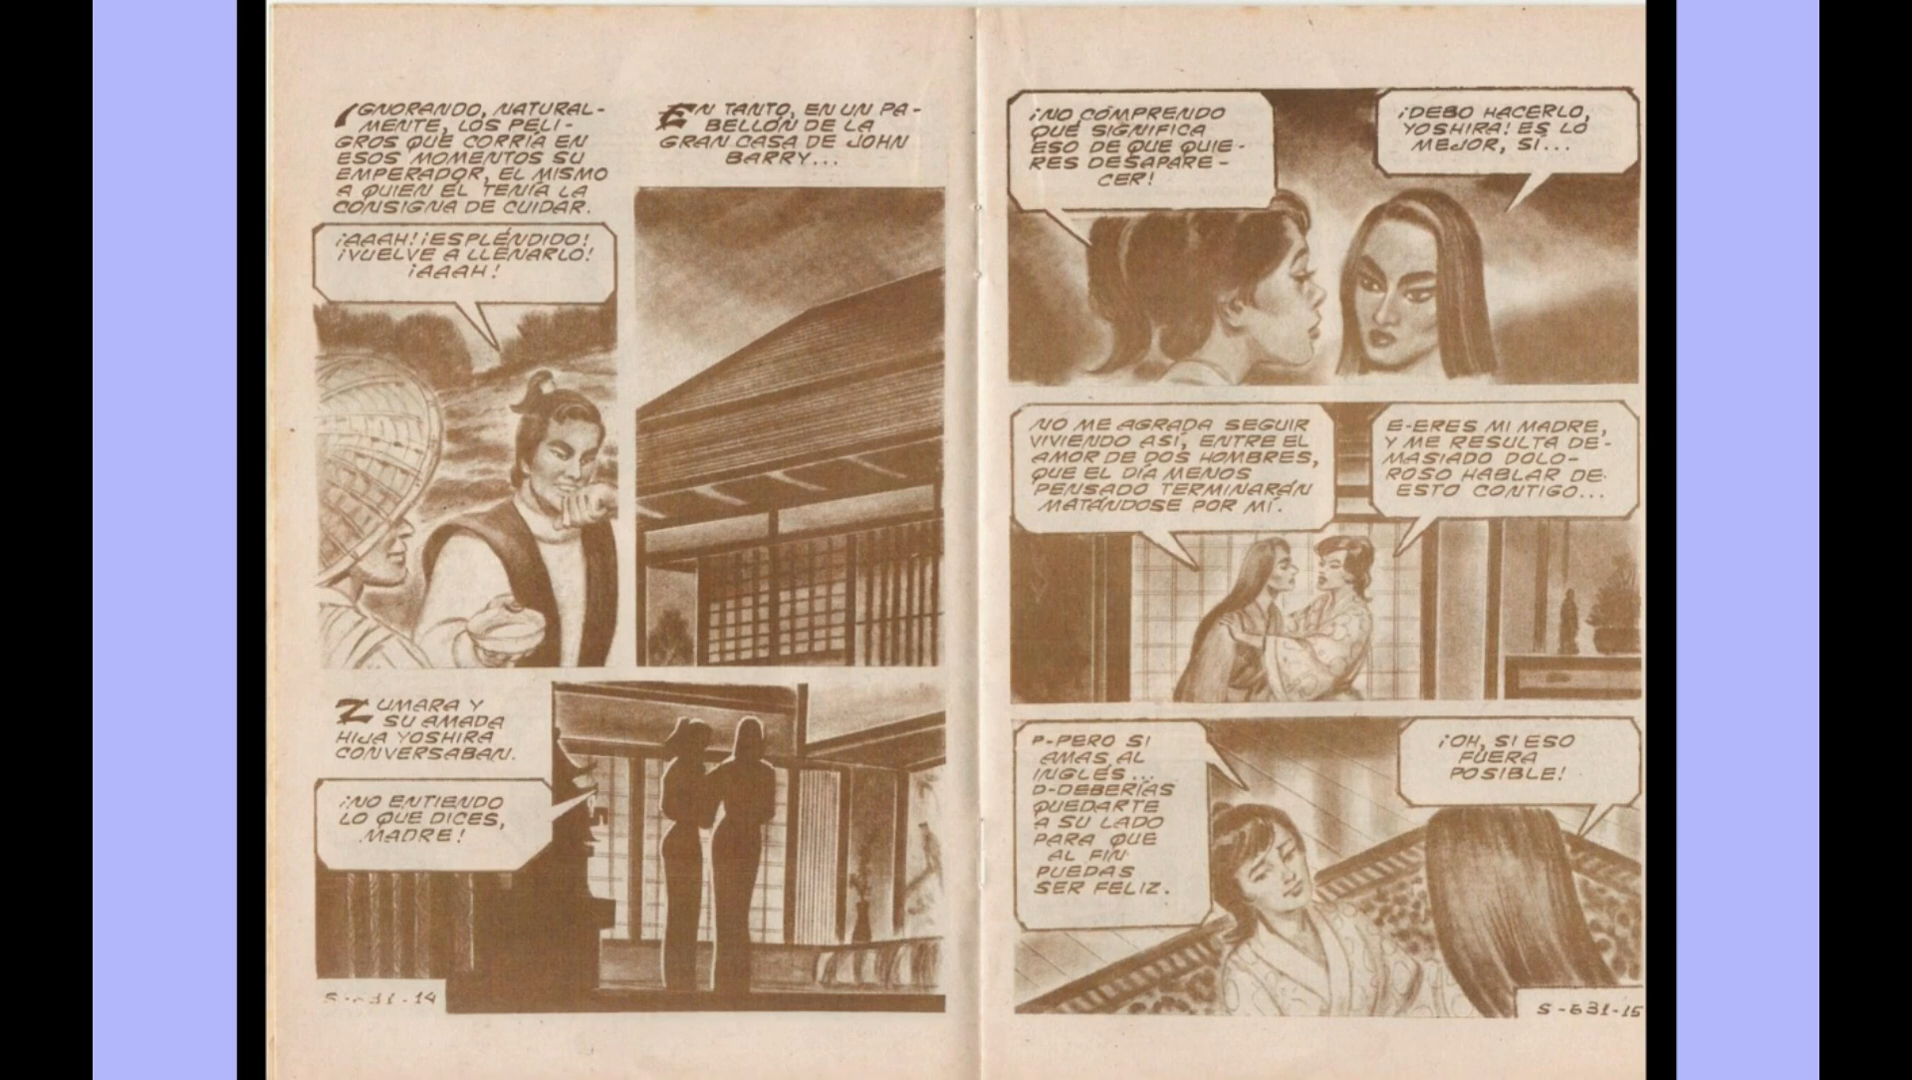 IGNORANDO, NATURAL-
MENTE, LOS PELI-
GROS QUE CORRÍA EN
ESOS MOMENTOS SU
EMPERADOR, EL MISMO
A QUIEN ÉL TENÍA LA
CONSIGNA DE CUIDAR.
¡AAAH! ¡ESPLÉNDIDO!
¡VUELVE A LLENARLO!
¡AAAH!
EN TANTO, EN UN PA-
BELLÓN DE LA
GRAN CASA DE JOHN
BARRY...
ZUMARA Y
SU AMADA
HIJA YOSHIRA
CONVERSABAN.
¡NO ENTIENDO
LO QUE DICES,
MADRE!
S-631-14
¡NO COMPRENDO
QUÉ SIGNIFICA
ESO DE QUE QUIE-
RES DESAPARE-
CER!
¡DEBO HACERLO,
YOSHIRA! ES LO
MEJOR, SÍ...
NO ME AGRADA SEGUIR
VIVIENDO ASÍ, ENTRE EL
AMOR DE DOS HOMBRES,
QUE EL DÍA MENOS
PENSADO TERMINARÁN
MATÁNDOSE POR MÍ.
E-ERES MI MADRE,
Y ME RESULTA DE-
MASIADO DOLO-
ROSO HABLAR DE
ESTO CONTIGO...
P-PERO SI
AMAS AL
INGLÉS...
D-DEBERÍAS
QUEDARTE
A SU LADO
PARA QUE
AL FIN
PUEDAS
SER FELIZ.
¡OH, SI ESO
FUERA
POSIBLE!
S-631-15